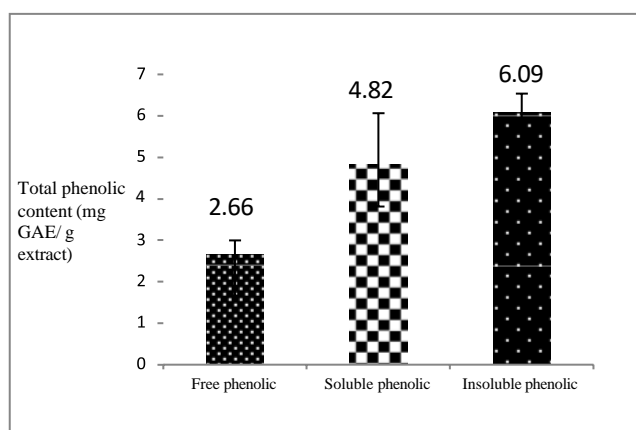 7
6
5
4
3
2
1
0
Total phenolic
content (mg
GAE/ g
extract)
2.66
4.82
6.09
Free phenolic
Soluble phenolic
Insoluble phenolic